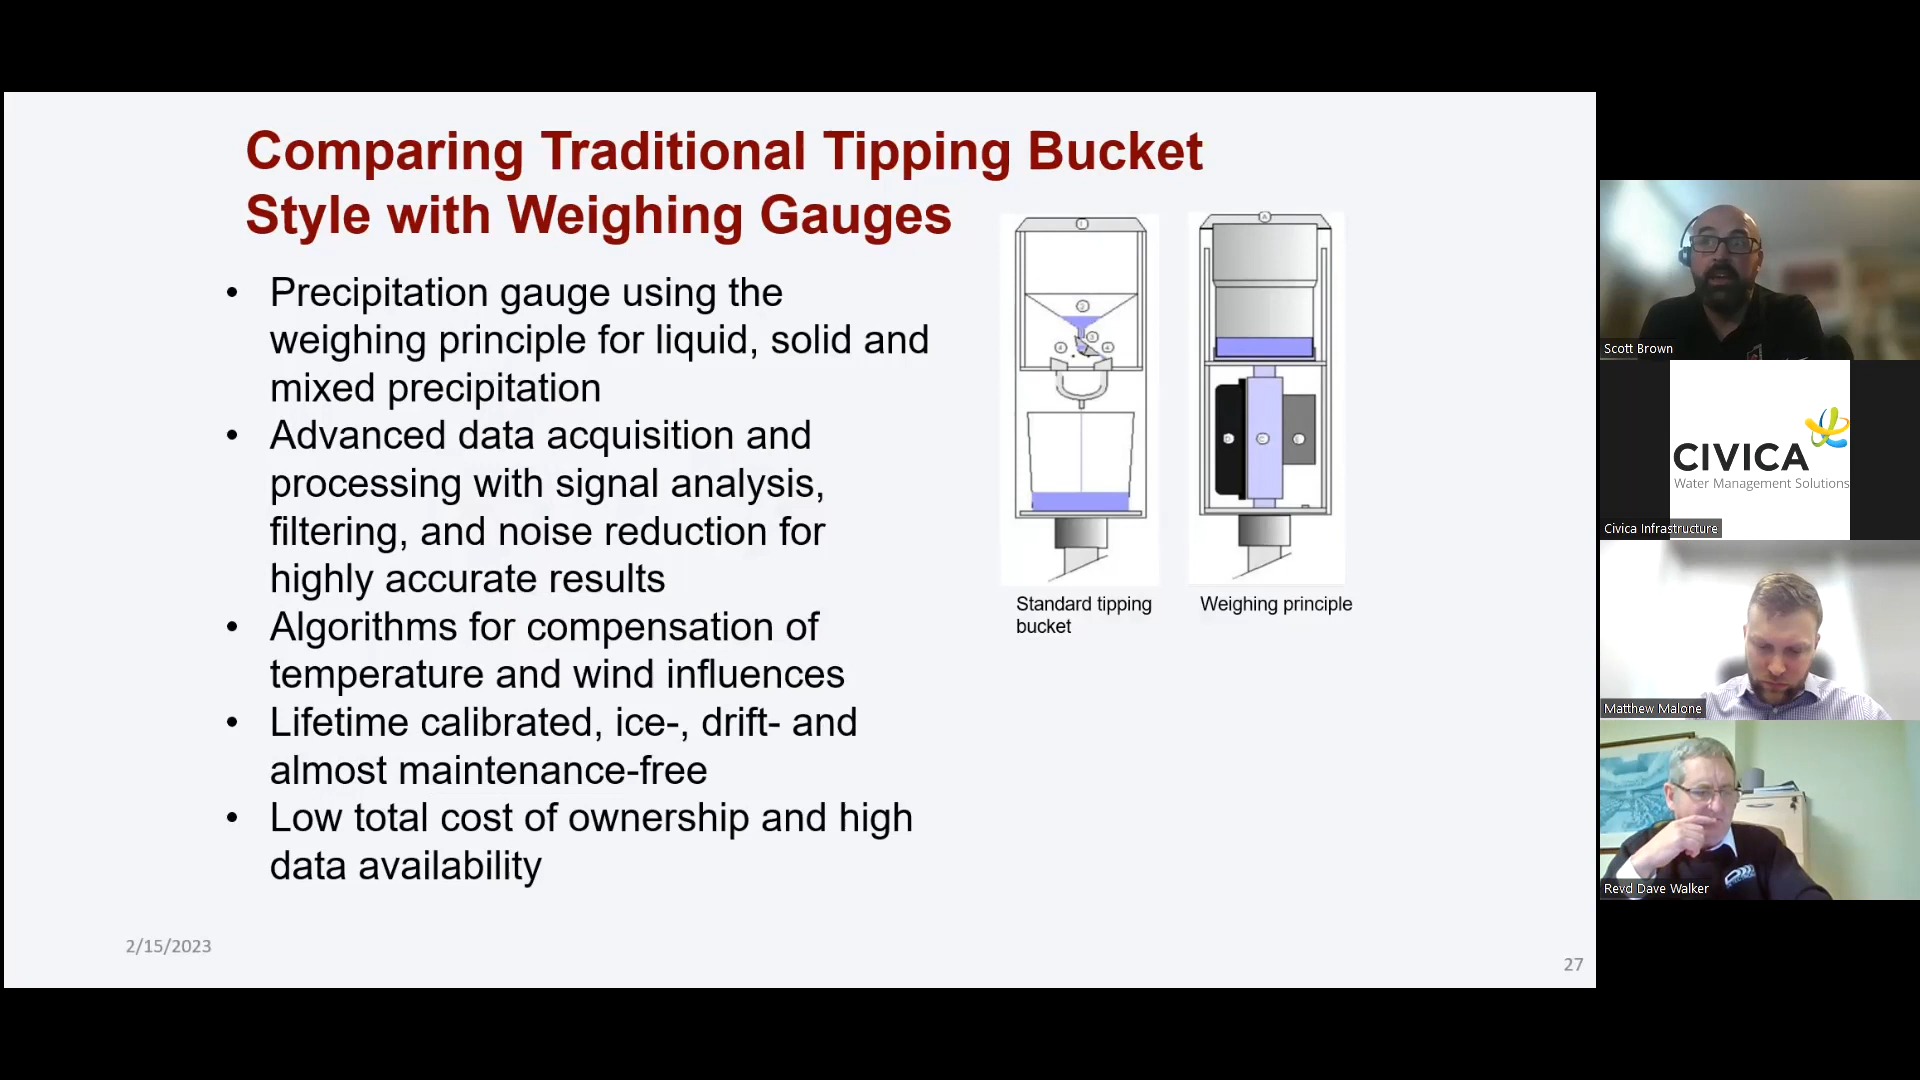 Comparing Traditional Tipping Bucket
Style with Weighing Gauges
• Precipitation gauge using the
weighing principle for liquid, solid and
mixed precipitation
• Advanced data acquisition and
processing with signal analysis,
filtering, and noise reduction for
highly accurate results
• Algorithms for compensation of
temperature and wind influences
• Lifetime calibrated, ice-, drift- and
almost maintenance-free
• Low total cost of ownership and high
data availability
Standard tipping
bucket
Weighing principle
2/15/2023
27
Scott Brown
CIVICA
Water Management Solutions
Civica Infrastructure
Matthew Malone
Revd Dave Walker